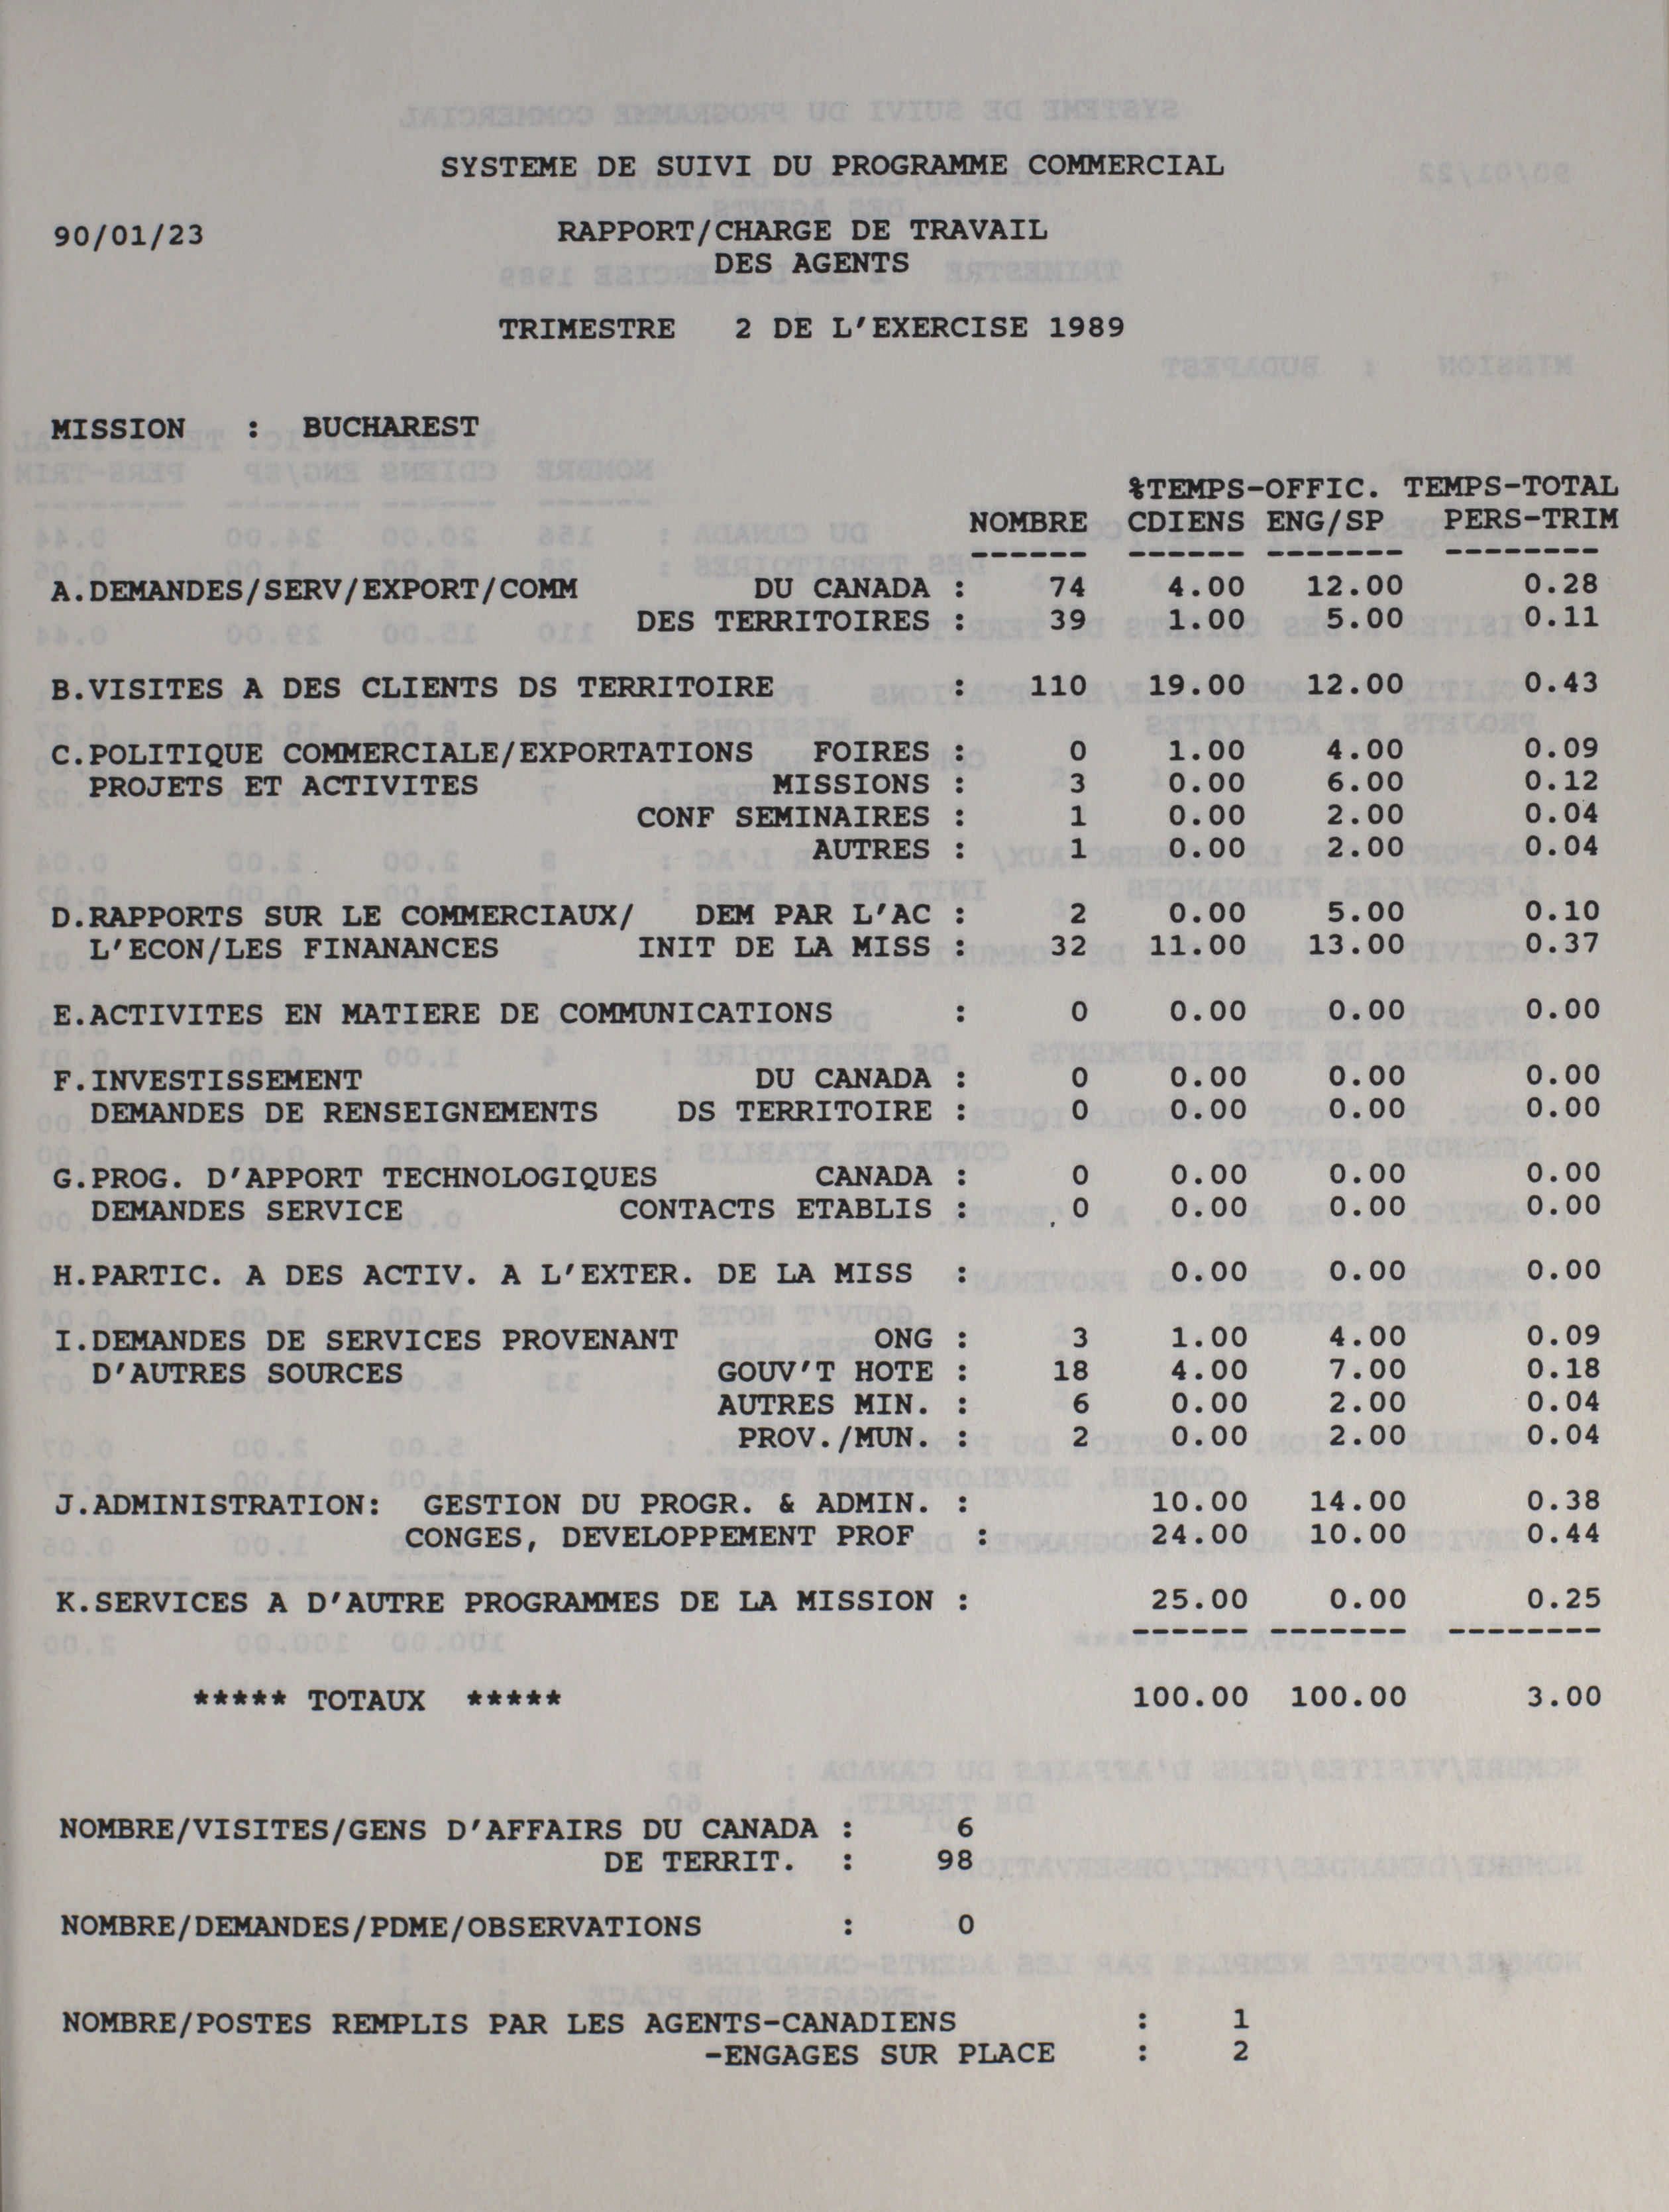 SYSTEME DE SUIVI DU PROGRAMME COMMERCIAL
90/01/23 RAPPORT/CHARGE DE TRAVAIL
DES AGENTS
TRIMESTRE 2 DE L'EXERCISE 1989
MISSION : BUCHAREST
%TEMPS-OFFIC. TEMPS-TOTAL
NOMBRE CDIENS ENG/SP PERS-TRIM
------ ------ ------- --------
A.DEMANDES/SERV/EXPORT/COMM DU CANADA : 74 4.00 12.00 0.28
DES TERRITOIRES : 39 1.00 5.00 0.11
B.VISITES A DES CLIENTS DS TERRITOIRE : 110 19.00 12.00 0.43
C.POLITIQUE COMMERCIALE/EXPORTATIONS FOIRES : 0 1.00 4.00 0.09
PROJETS ET ACTIVITES MISSIONS : 3 0.00 6.00 0.12
CONF SEMINAIRES : 1 0.00 2.00 0.04
AUTRES : 1 0.00 2.00 0.04
D.RAPPORTS SUR LE COMMERCIAUX/ DEM PAR L'AC : 2 0.00 5.00 0.10
L'ECON/LES FINANANCES INIT DE LA MISS : 32 11.00 13.00 0.37
E.ACTIVITES EN MATIERE DE COMMUNICATIONS : 0 0.00 0.00 0.00
F.INVESTISSEMENT DU CANADA : 0 0.00 0.00 0.00
DEMANDES DE RENSEIGNEMENTS DS TERRITOIRE : 0 0.00 0.00 0.00
G.PROG. D'APPORT TECHNOLOGIQUES CANADA : 0 0.00 0.00 0.00
DEMANDES SERVICE CONTACTS ETABLIS : 0 0.00 0.00 0.00
H.PARTIC. A DES ACTIV. A L'EXTER. DE LA MISS : 0.00 0.00 0.00
I.DEMANDES DE SERVICES PROVENANT ONG : 3 1.00 4.00 0.09
D'AUTRES SOURCES GOUV'T HOTE : 18 4.00 7.00 0.18
AUTRES MIN. : 6 0.00 2.00 0.04
PROV./MUN. : 2 0.00 2.00 0.04
J.ADMINISTRATION: GESTION DU PROGR. & ADMIN. : 10.00 14.00 0.38
CONGES, DEVELOPPEMENT PROF : 24.00 10.00 0.44
K.SERVICES A D'AUTRE PROGRAMMES DE LA MISSION : 25.00 0.00 0.25
------ ------- --------
***** TOTAUX ***** 100.00 100.00 3.00
NOMBRE/VISITES/GENS D'AFFAIRS DU CANADA : 6
DE TERRIT. : 98
NOMBRE/DEMANDES/PDME/OBSERVATIONS : 0
NOMBRE/POSTES REMPLIS PAR LES AGENTS-CANADIENS : 1
-ENGAGES SUR PLACE : 2